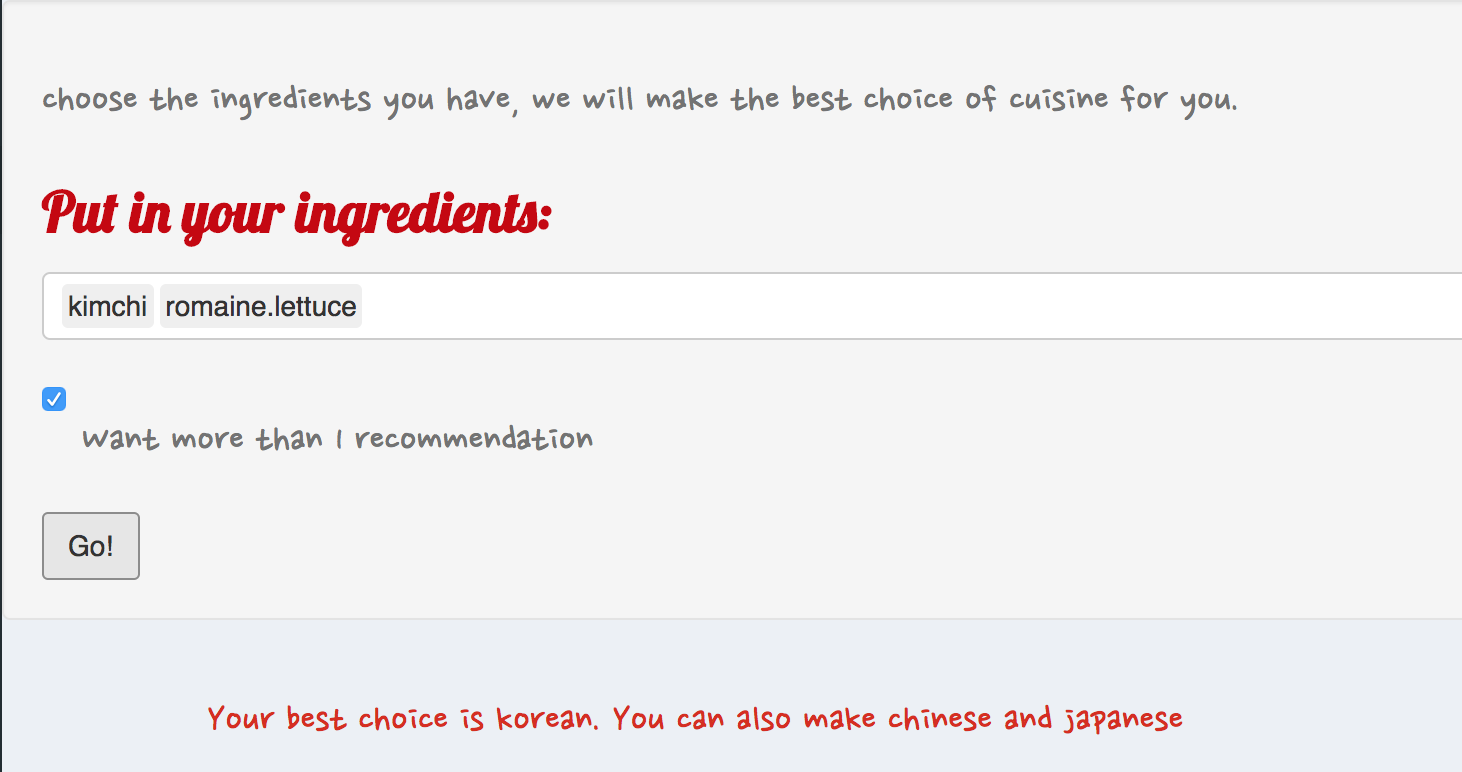 choose the ingredients you have, we will make the best choice of cuisine for you.
Put in your ingredients:
kimchi romaine.lettuce
Want more than 1 recommendation
Go!
Your best choice is korean. You can also make chinese and japanese